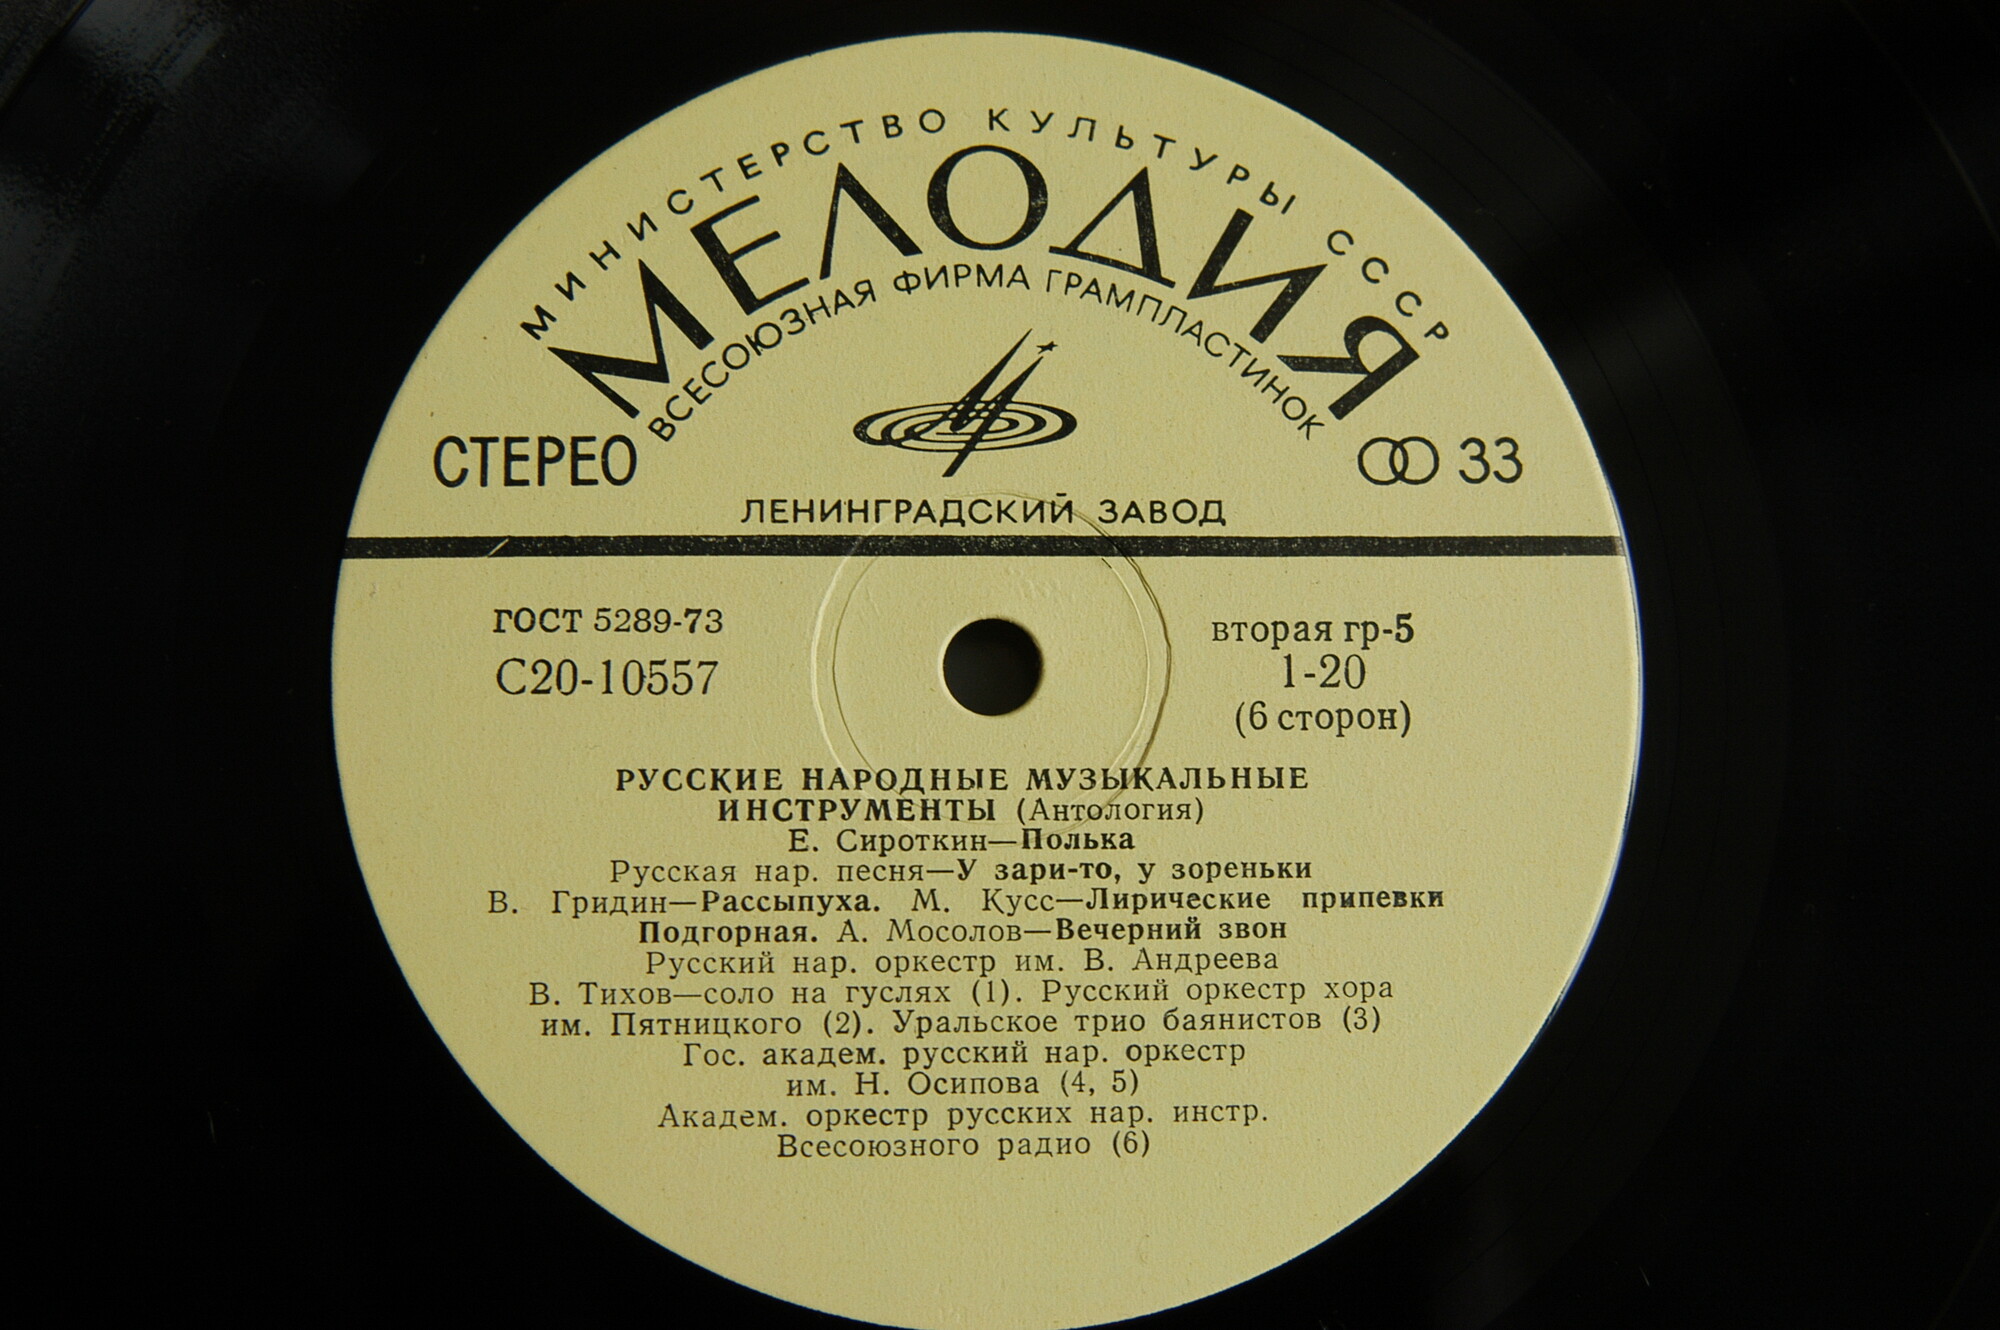 МИНИСТЕРСТВО КУЛЬТУРЫ СССР
МЕЛОДИЯ
ВСЕСОЮЗНАЯ ФИРМА ГРАМПЛАСТИНОК
СТЕРЕО
33
ЛЕНИНГРАДСКИЙ ЗАВОД
ГОСТ 5289-73
С20-10557
вторая гр-5
1-20
(6 сторон)
РУССКИЕ НАРОДНЫЕ МУЗЫКАЛЬНЫЕ
ИНСТРУМЕНТЫ (Антология)
Е. Сироткин—Полька
Русская нар. песня—У зари-то, у зореньки
В. Гридин—Рассыпуха. М. Кусс—Лирические припевки
Подгорная. А. Мосолов—Вечерний звон
Русский нар. оркестр им. В. Андреева
В. Тихов—соло на гуслях (1). Русский оркестр хора
им. Пятницкого (2). Уральское трио баянистов (3)
Гос. академ. русский нар. оркестр
им. Н. Осипова (4, 5)
Академ. оркестр русских нар. инстр.
Всесоюзного радио (6)